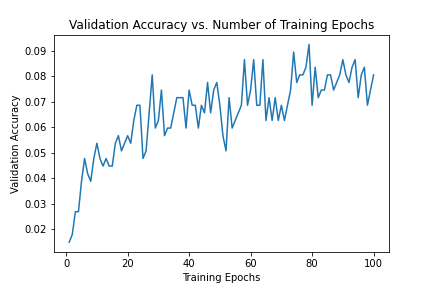 Validation Accuracy vs. Number of Training Epochs
0.09
0.08
0.07
0.06
0.05
0.04
0.03
0.02
Validation Accuracy
0 20 40 60 80 100
Training Epochs